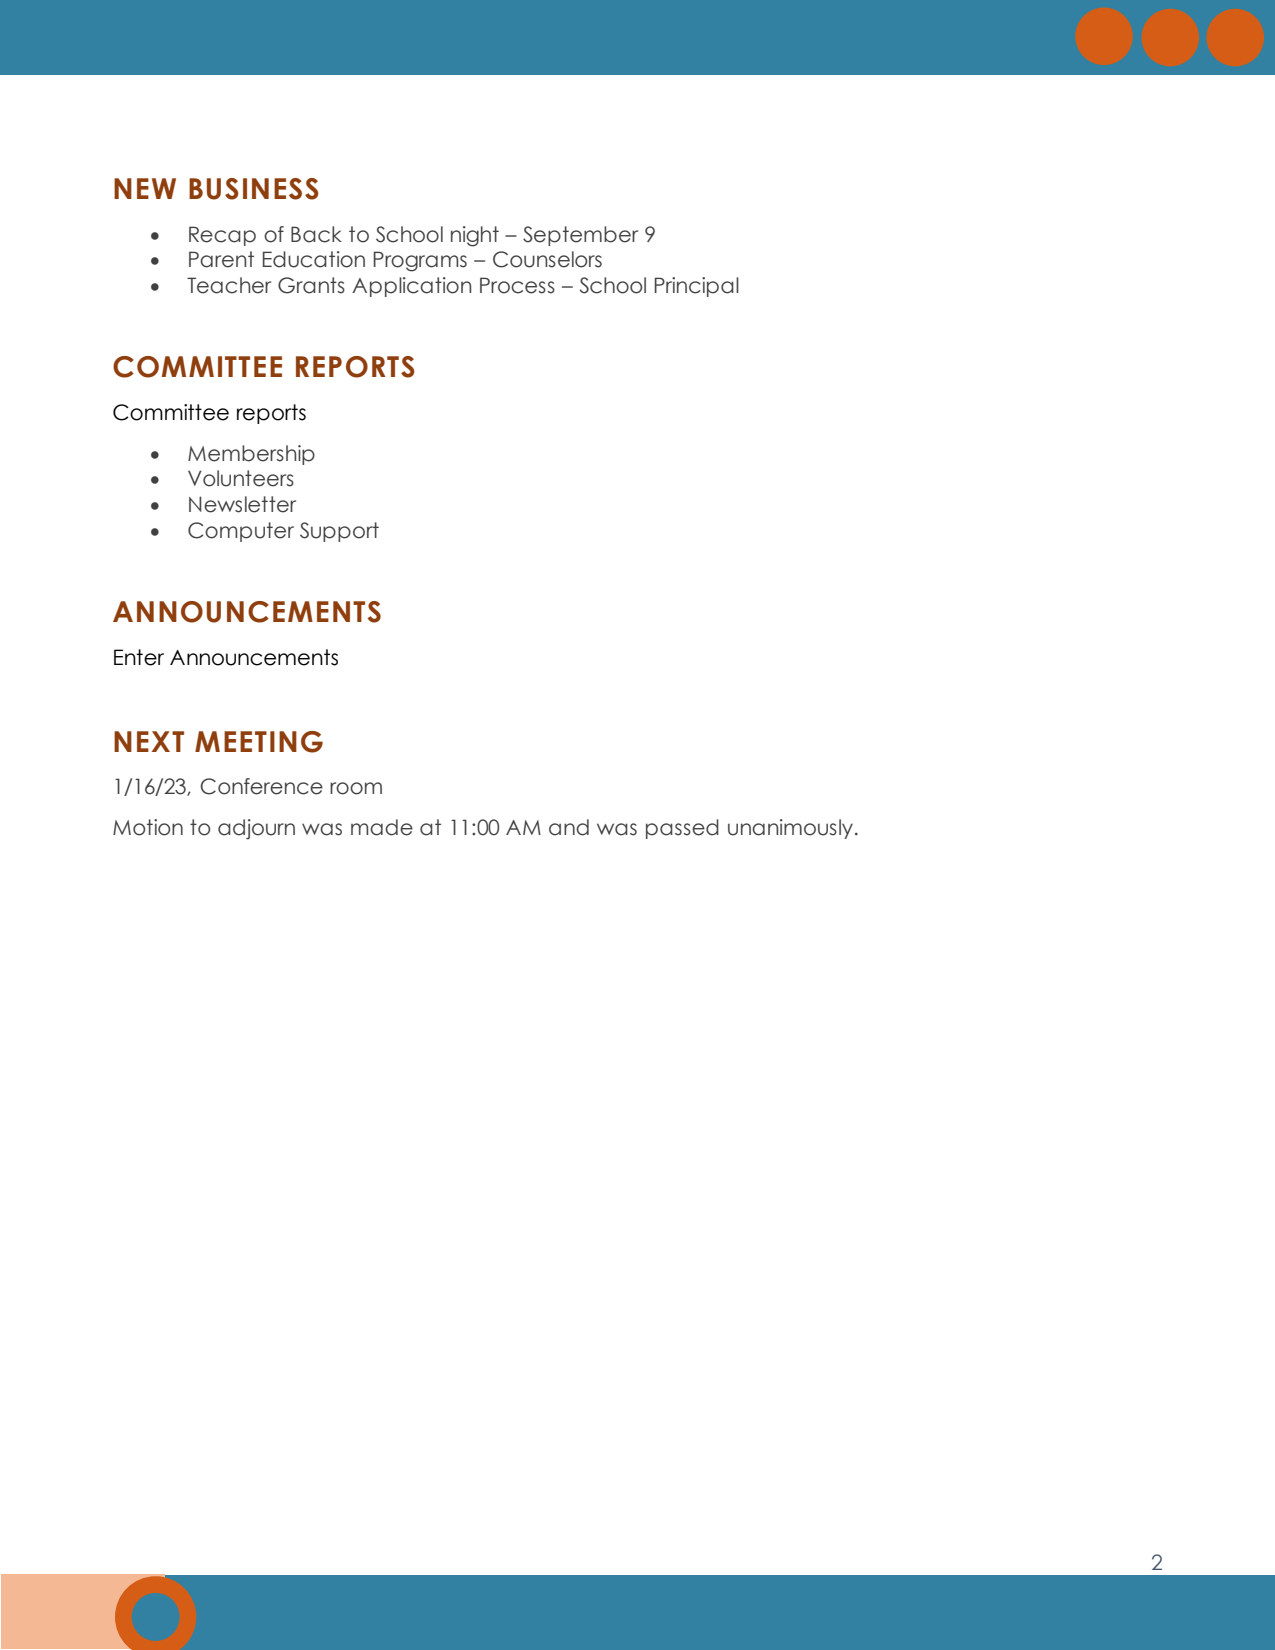 NEW BUSINESS
• Recap of Back to School night – September 9
• Parent Education Programs – Counselors
• Teacher Grants Application Process – School Principal
COMMITTEE REPORTS
Committee reports
• Membership
• Volunteers
• Newsletter
• Computer Support
ANNOUNCEMENTS
Enter Announcements
NEXT MEETING
1/16/23, Conference room
Motion to adjourn was made at 11:00 AM and was passed unanimously.
2